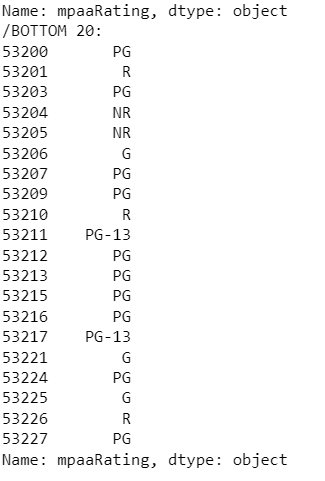 Name: mpaaRating, dtype: object
/BOTTOM 20:
53200 PG
53201 R
53203 PG
53204 NR
53205 NR
53206 G
53207 PG
53209 PG
53210 R
53211 PG-13
53212 PG
53213 PG
53215 PG
53216 PG
53217 PG-13
53221 G
53224 PG
53225 G
53226 R
53227 PG
Name: mpaaRating, dtype: object